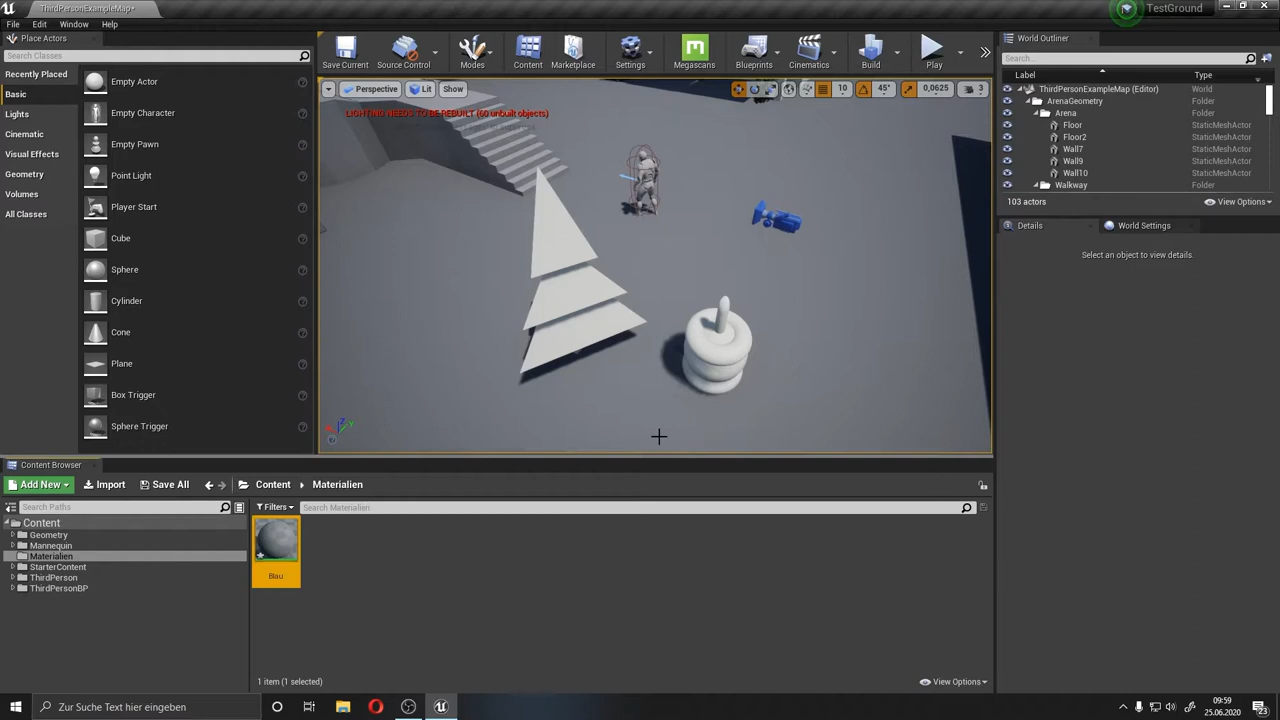 ThirdPersonExampleMap*
TestGround
File Edit Window Help
Place Actors
Search Classes
Recently Placed
Basic
Lights
Cinematic
Visual Effects
Geometry
Volumes
All Classes
Empty Actor
Empty Character
Empty Pawn
Point Light
Player Start
Cube
Sphere
Cylinder
Cone
Plane
Box Trigger
Sphere Trigger
Save Current
Source Control
Modes
Content
Marketplace
Settings
Megascans
Blueprints
Cinematics
Build
Play
Perspective Lit Show
10 45° 0,0625 3
LIGHTING NEEDS TO BE REBUILT (60 unbuilt objects)
Z
Y
World Outliner
Search...
Label Type
ThirdPersonExampleMap (Editor) World
ArenaGeometry Folder
Arena Folder
Floor StaticMeshActor
Floor2 StaticMeshActor
Wall7 StaticMeshActor
Wall9 StaticMeshActor
Wall10 StaticMeshActor
Walkway Folder
103 actors View Options
Details World Settings
Select an object to view details.
Content Browser
Add New Import Save All Content Materialien
Search Paths
Filters Search Materialien
Content
Geometry
Mannequin
Materialien
StarterContent
ThirdPerson
ThirdPersonBP
Blau
1 item (1 selected) View Options
Zur Suche Text hier eingeben
09:59
25.06.2020
23